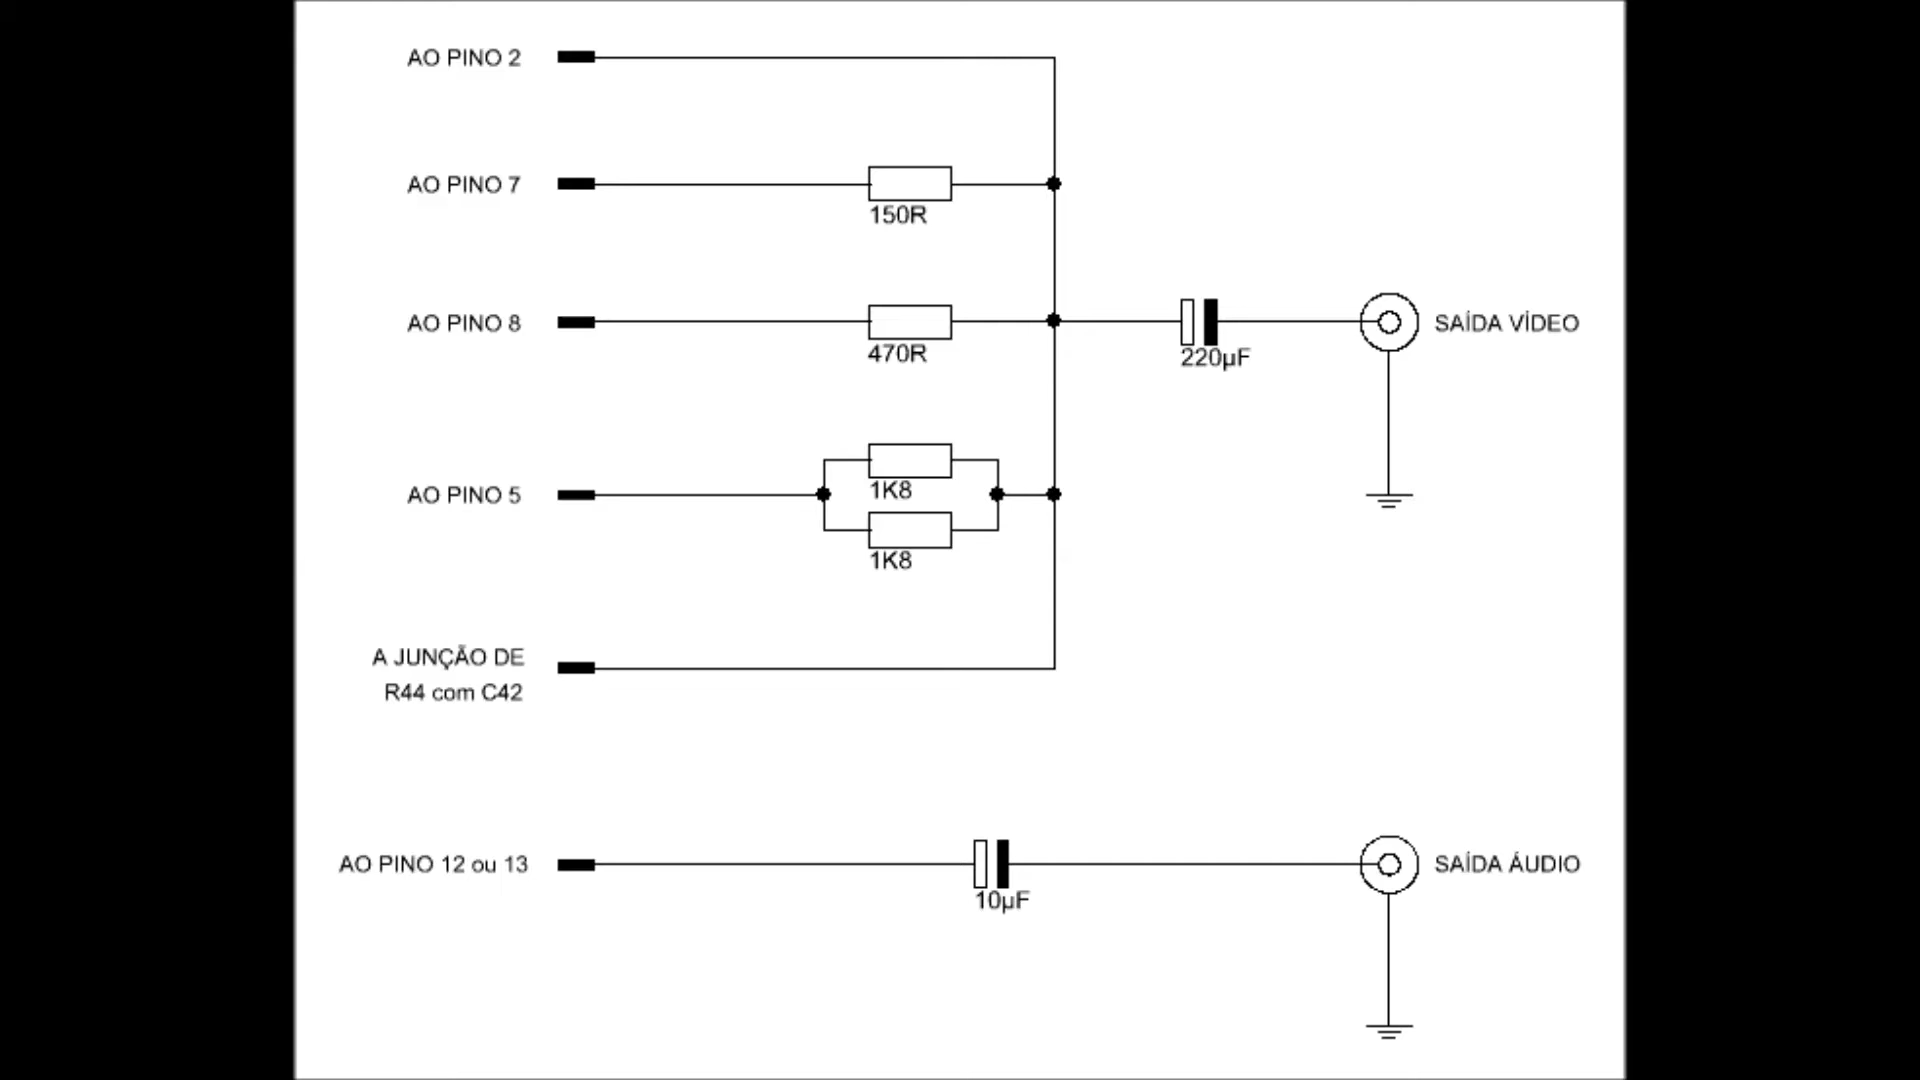 AO PINO 2
AO PINO 7
150R
AO PINO 8
470R
220µF
SAÍDA VÍDEO
AO PINO 5
1K8
1K8
A JUNÇÃO DE
R44 com C42
AO PINO 12 ou 13
10µF
SAÍDA ÁUDIO